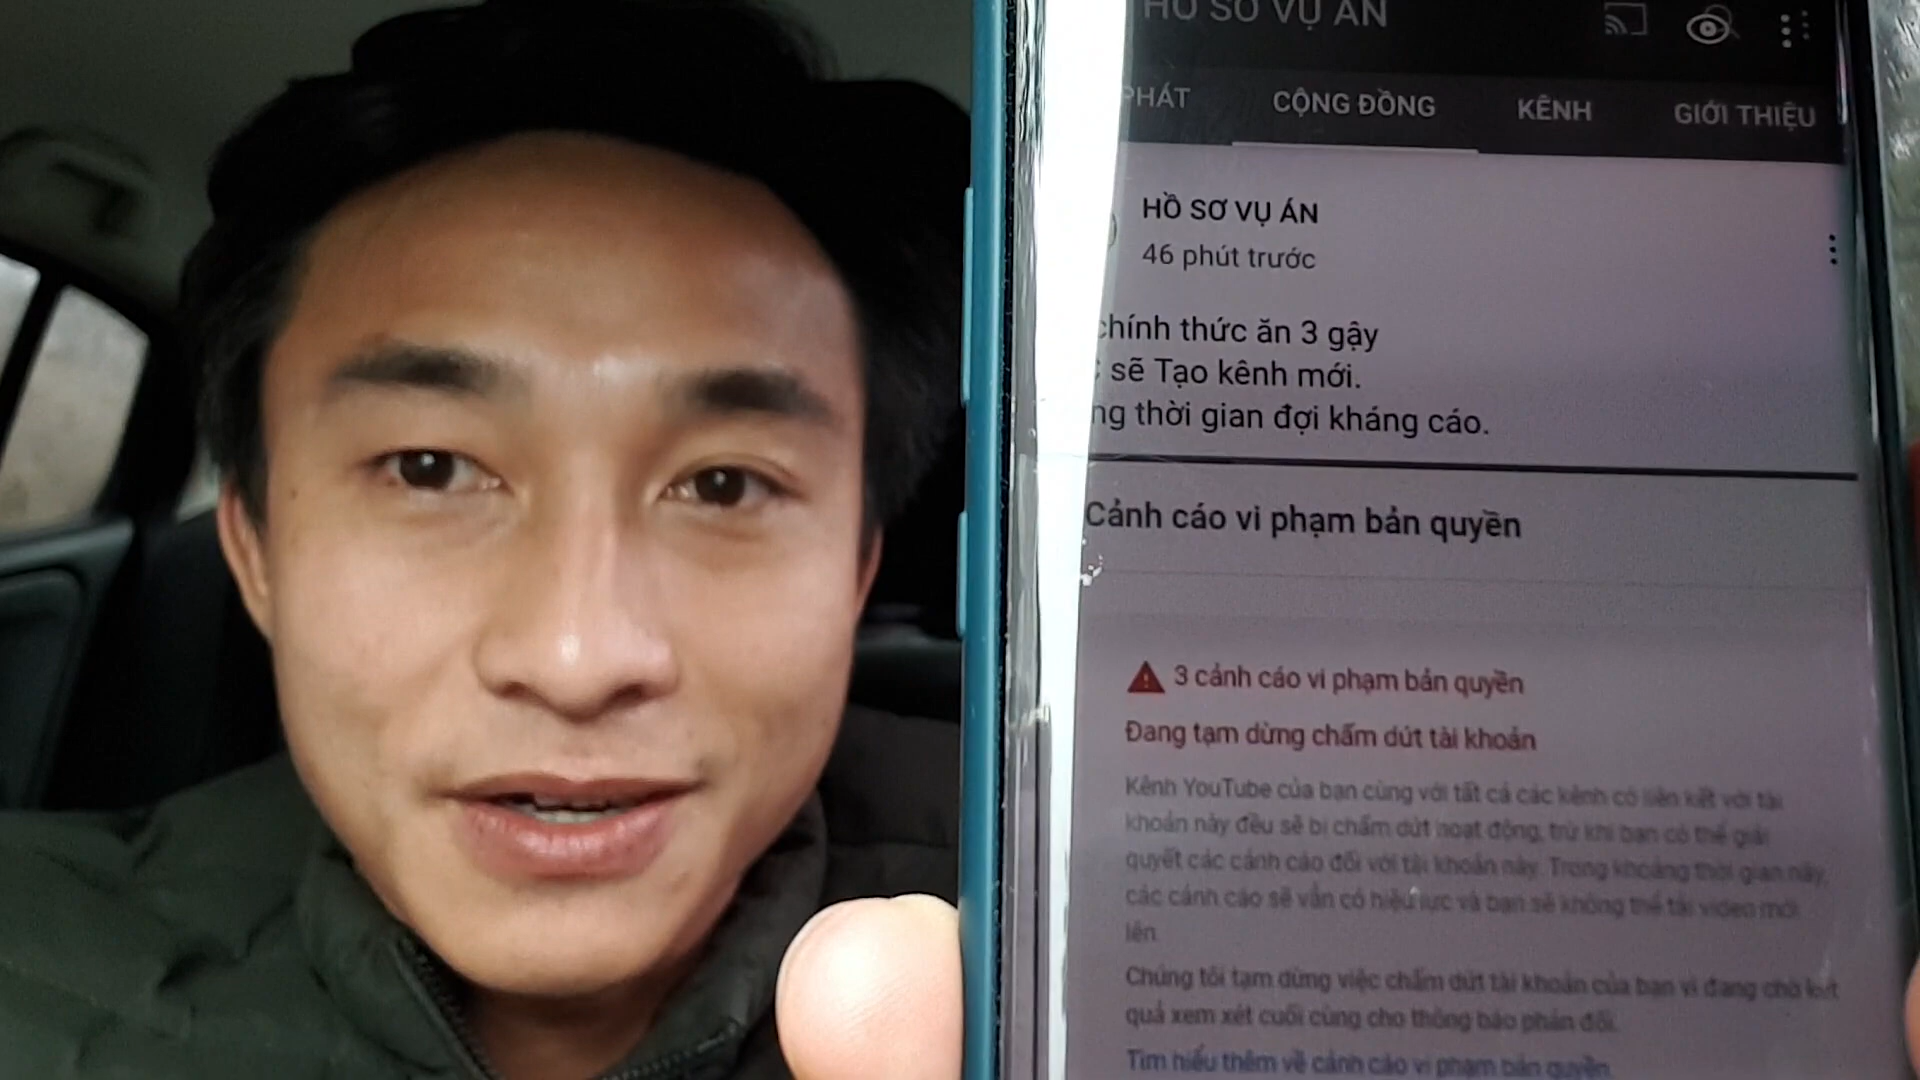 HỒ SƠ VỤ ÁN
PHÁT CỘNG ĐỒNG KÊNH GIỚI THIỆU
HỒ SƠ VỤ ÁN
46 phút trước
chính thức ăn 3 gậy
sẽ Tạo kênh mới.
ng thời gian đợi kháng cáo.
Cảnh cáo vi phạm bản quyền
3 cảnh cáo vi phạm bản quyền
Đang tạm dừng chấm dứt tài khoản
Kênh YouTube của bạn cùng với tất cả các kênh có liên kết với tài
khoản này đều sẽ bị chấm dứt hoạt động, trừ khi bạn có thể giải
quyết các cảnh cáo đối với tài khoản này. Trong khoảng thời gian này,
các cảnh cáo sẽ vẫn có hiệu lực và bạn sẽ không thể tải video mới
lên.
Chúng tôi tạm dừng việc chấm dứt tài khoản của bạn vì đang chờ kết
quả xem xét cuối cùng cho thông báo phản đối.
Tìm hiểu thêm về cảnh cáo vi phạm bản quyền.